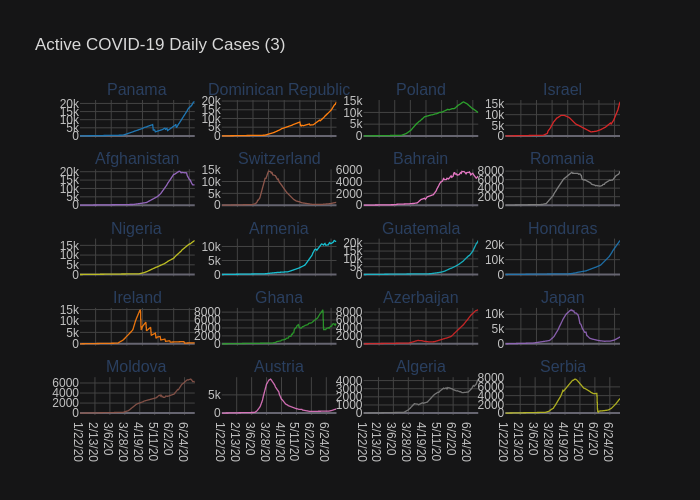 Active COVID-19 Daily Cases (3)
Panama Dominican Republic Poland Israel
20k 20k 15k 15k
15k 15k 10k 10k
10k 10k 5k 5k
5k 5k
0 0 0 0
Afghanistan Switzerland Bahrain Romania
20k 15k 6000 8000
15k 10k 4000 6000
10k 5k 2000 4000
5k 2000
0 0 0 0
Nigeria Armenia Guatemala Honduras
15k 10k 20k 20k
10k 5k 15k 10k
5k 10k
5k
0 0 0 0
Ireland Ghana Azerbaijan Japan
15k 8000 8000 10k
10k 6000 6000 5k
5k 4000 4000
2000 2000
0 0 0 0
Moldova Austria Algeria Serbia
6000 5k 4000 8000
4000 3000 6000
2000 2000 4000
1000 2000
0 0 0 0
1/22/20 2/13/20 3/6/20 3/28/20 4/19/20 5/11/20 6/2/20 6/24/20 1/22/20 2/13/20 3/6/20 3/28/20 4/19/20 5/11/20 6/2/20 6/24/20 1/22/20 2/13/20 3/6/20 3/28/20 4/19/20 5/11/20 6/2/20 6/24/20 1/22/20 2/13/20 3/6/20 3/28/20 4/19/20 5/11/20 6/2/20 6/24/20